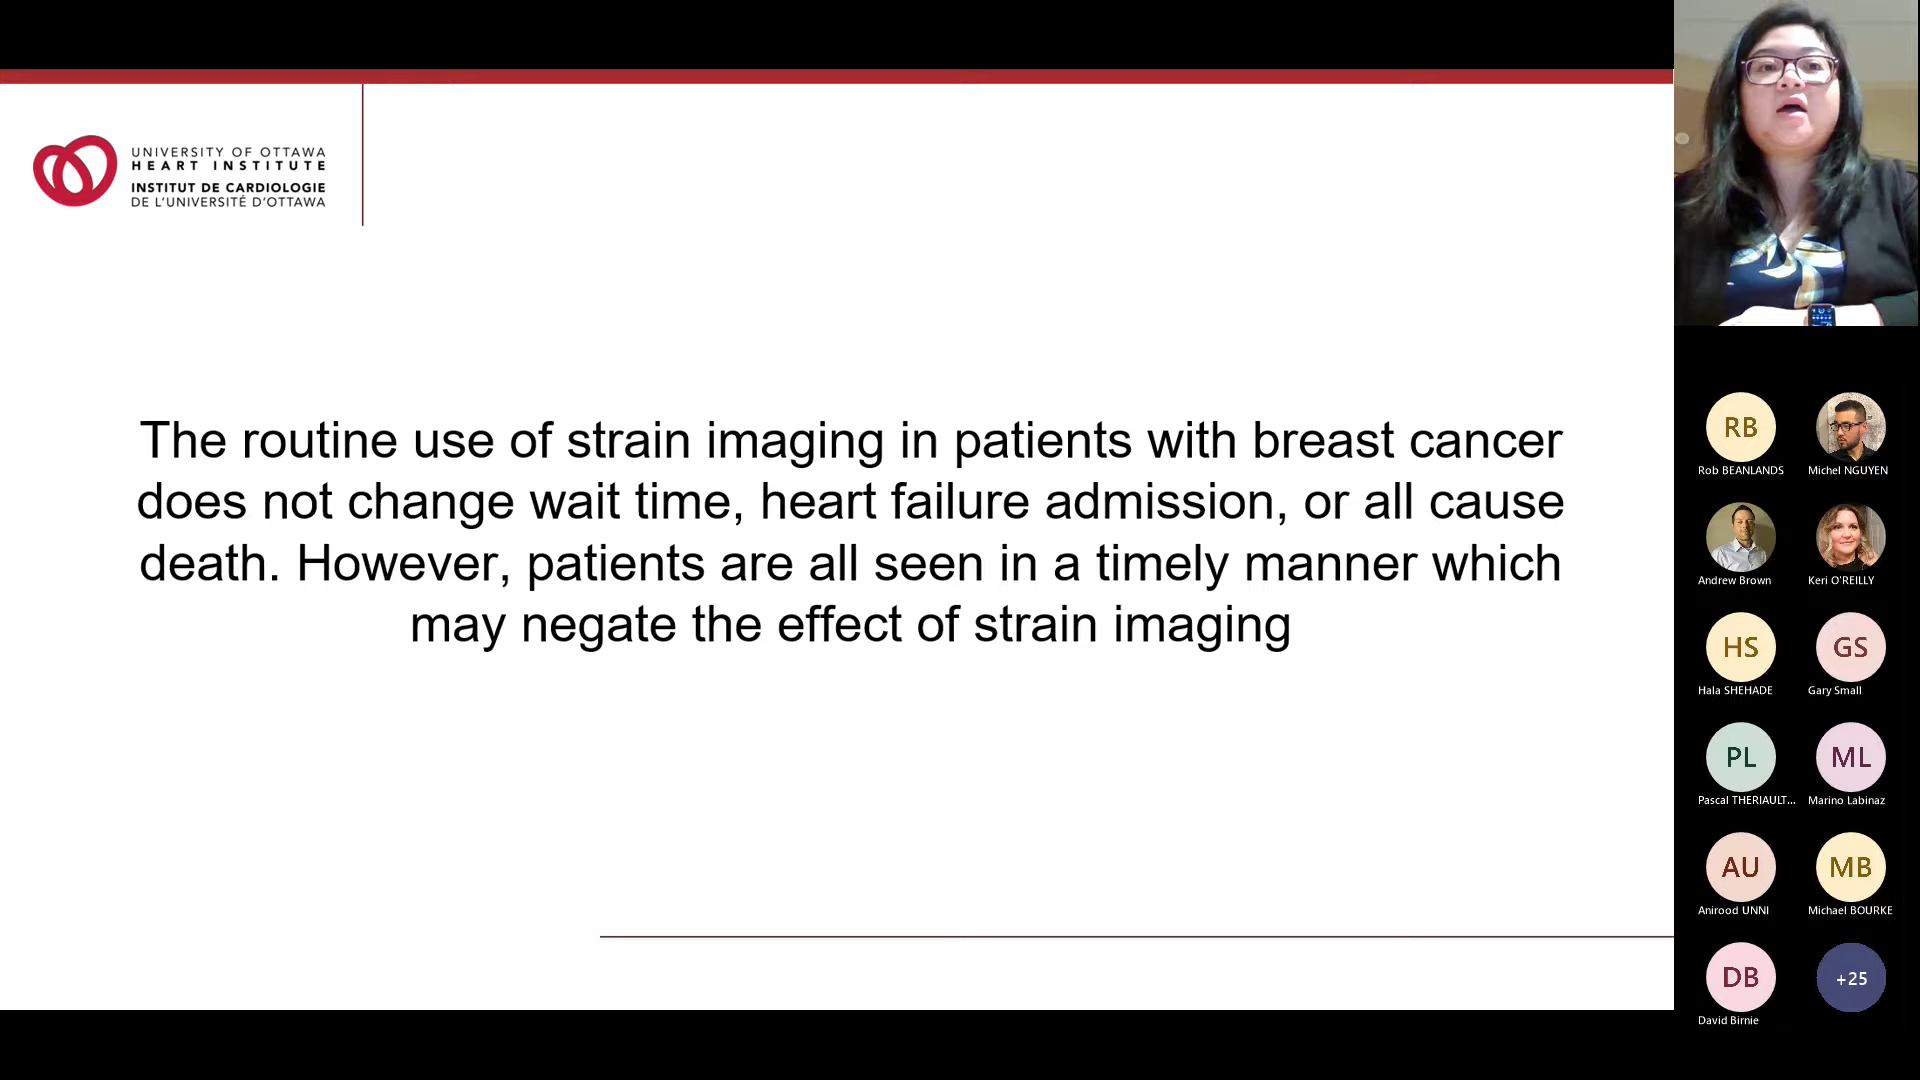 UNIVERSITY OF OTTAWA
HEART INSTITUTE
INSTITUT DE CARDIOLOGIE
DE L'UNIVERSITÉ D'OTTAWA
The routine use of strain imaging in patients with breast cancer
does not change wait time, heart failure admission, or all cause
death. However, patients are all seen in a timely manner which
may negate the effect of strain imaging
RB
Rob BEANLANDS
Michel NGUYEN
Andrew Brown
Keri O'REILLY
HS
Hala SHEHADE
GS
Gary Small
PL
Pascal THERIAULT...
ML
Marino Labinaz
AU
Anirood UNNI
MB
Michael BOURKE
DB
David Birnie
+25